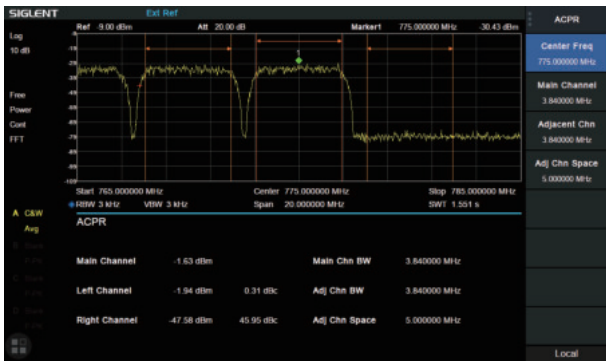 SIGLENT Ext Ref
Ref -9.00 dBm Att 20.00 dB Marker1 775.000000 MHz -30.43 dBm
Log
10 dB
Free
Power
Cont
FFT
1
Start 765.000000 MHz Center 775.000000 MHz Stop 785.000000 MHz
RBW 3 kHz VBW 3 kHz Span 20.000000 MHz SWT 1.551 s
A C&W
Avg
ACPR
Main Channel -1.63 dBm Main Chn BW 3.840000 MHz
Left Channel -1.94 dBm 0.31 dBc Adj Chn BW 3.840000 MHz
Right Channel -47.58 dBm 45.95 dBc Adj Chn Space 5.000000 MHz
ACPR
Center Freq
775.000000 MHz
Main Channel
3.840000 MHz
Adjacent Chn
3.840000 MHz
Adj Chn Space
5.000000 MHz
Local